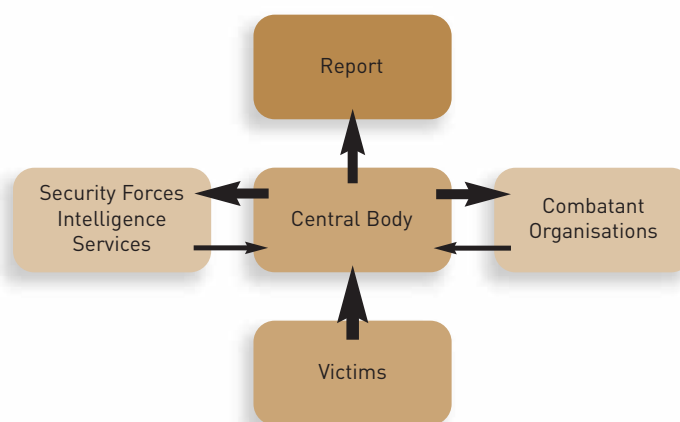 Report
Security Forces
Intelligence
Services
Central Body
Combatant
Organisations
Victims